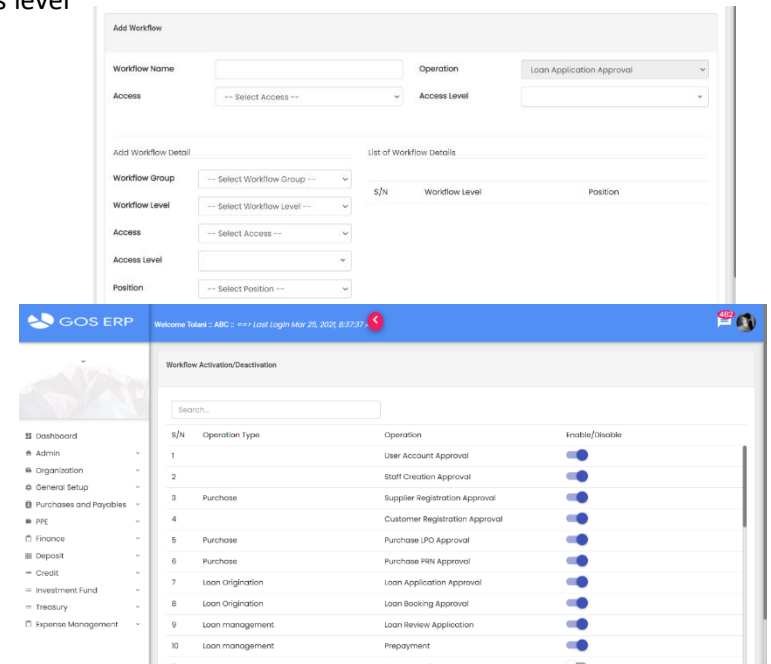 s level
Add Workflow
Workflow Name Operation Loan Application Approval
Access -- Select Access -- Access Level
Add Workflow Detail List of Workflow Details
Workflow Group -- Select Workflow Group --
S/N Workflow Level Position
Workflow Level -- Select Workflow Level --
Access -- Select Access --
Access Level
Position -- Select Position --
GOS ERP Welcome Tolani :: ABC :: ==> Last Login Mar 25, 2021, 8:37:37 482
Workflow Activation/Deactivation
Search...
S/N Operation Type Operation Enable/Disable
1 User Account Approval
2 Staff Creation Approval
3 Purchase Supplier Registration Approval
4 Customer Registration Approval
5 Purchase Purchase LPO Approval
6 Purchase Purchase PRN Approval
7 Loan Origination Loan Application Approval
8 Loan Origination Loan Booking Approval
9 Loan management Loan Review Application
10 Loan management Prepayment
Dashboard
Admin
Organization
General Setup
Purchases and Payables
PPE
Finance
Deposit
Credit
Investment Fund
Treasury
Expense Management